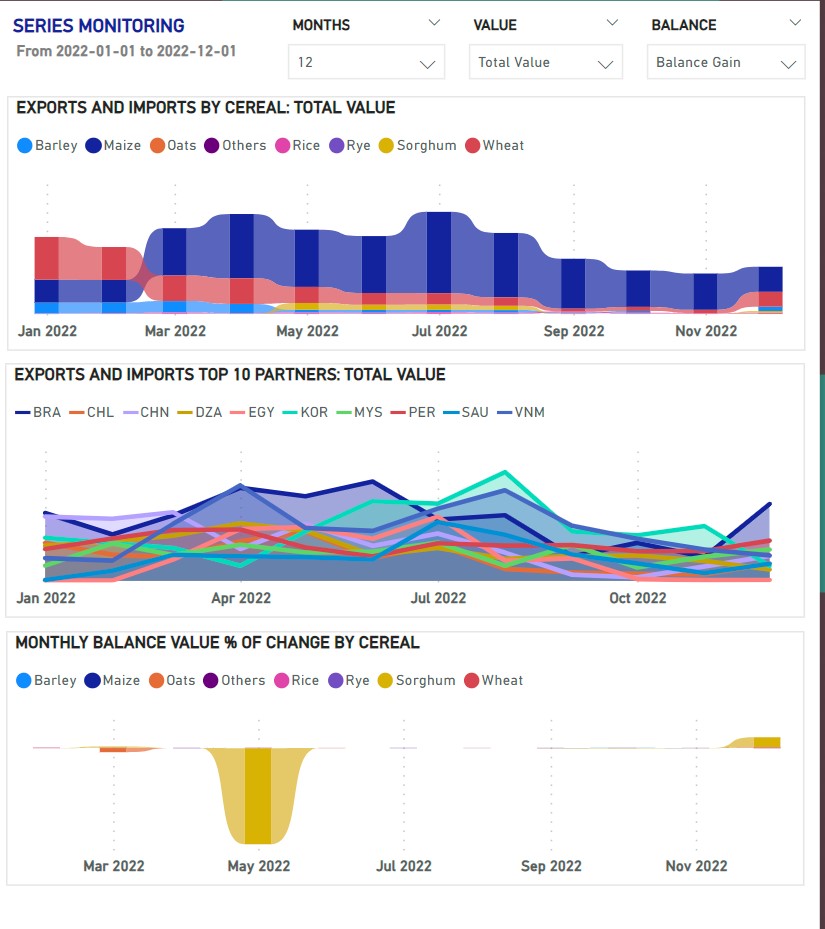 SERIES MONITORING
From 2022-01-01 to 2022-12-01
MONTHS
12
VALUE
Total Value
BALANCE
Balance Gain
EXPORTS AND IMPORTS BY CEREAL: TOTAL VALUE
Barley Maize Oats Others Rice Rye Sorghum Wheat
Jan 2022 Mar 2022 May 2022 Jul 2022 Sep 2022 Nov 2022
EXPORTS AND IMPORTS TOP 10 PARTNERS: TOTAL VALUE
BRA CHL CHN DZA EGY KOR MYS PER SAU VNM
Jan 2022 Apr 2022 Jul 2022 Oct 2022
MONTHLY BALANCE VALUE % OF CHANGE BY CEREAL
Barley Maize Oats Others Rice Rye Sorghum Wheat
Mar 2022 May 2022 Jul 2022 Sep 2022 Nov 2022